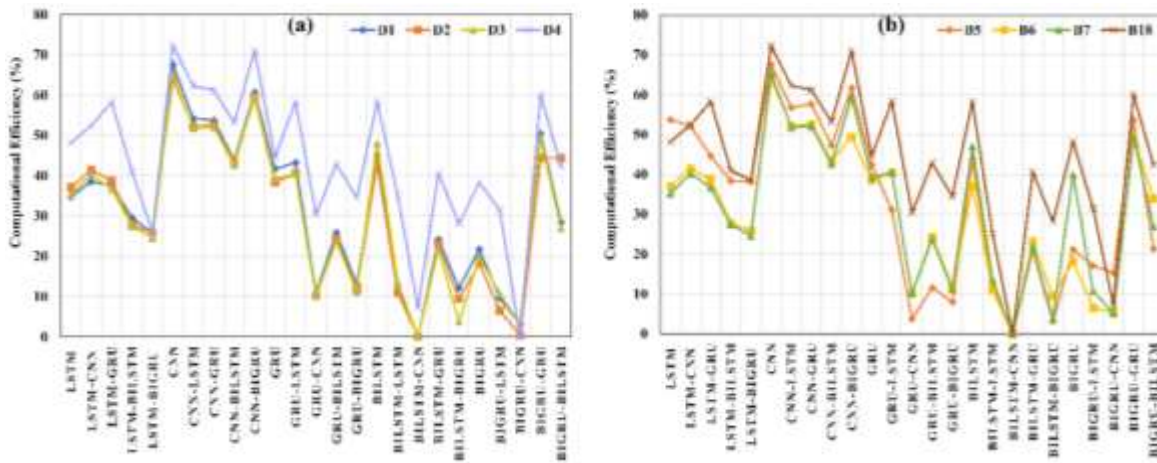 (a)
D1 D2 D3 D4
Computational Efficiency (%)
80
70
60
50
40
30
20
10
0
LSTM
LSTM-CNN
LSTM-GRU
LSTM-BILSTM
LSTM-BIGRU
CNN
CNN-LSTM
CNN-GRU
CNN-BILSTM
CNN-BIGRU
GRU
GRU-LSTM
GRU-CNN
GRU-BILSTM
GRU-BIGRU
BILSTM
BILSTM-LSTM
BILSTM-CNN
BILSTM-GRU
BILSTM-BIGRU
BIGRU
BIGRU-LSTM
BIGRU-CNN
BIGRU-GRU
BIGRU-BILSTM
(b)
B5 B6 B7 B18
Computational Efficiency (%)
80
70
60
50
40
30
20
10
0
LSTM
LSTM-CNN
LSTM-GRU
LSTM-BILSTM
LSTM-BIGRU
CNN
CNN-LSTM
CNN-GRU
CNN-BILSTM
CNN-BIGRU
GRU
GRU-LSTM
GRU-CNN
GRU-BILSTM
GRU-BIGRU
BILSTM
BILSTM-LSTM
BILSTM-CNN
BILSTM-GRU
BILSTM-BIGRU
BIGRU
BIGRU-LSTM
BIGRU-CNN
BIGRU-GRU
BIGRU-BILSTM